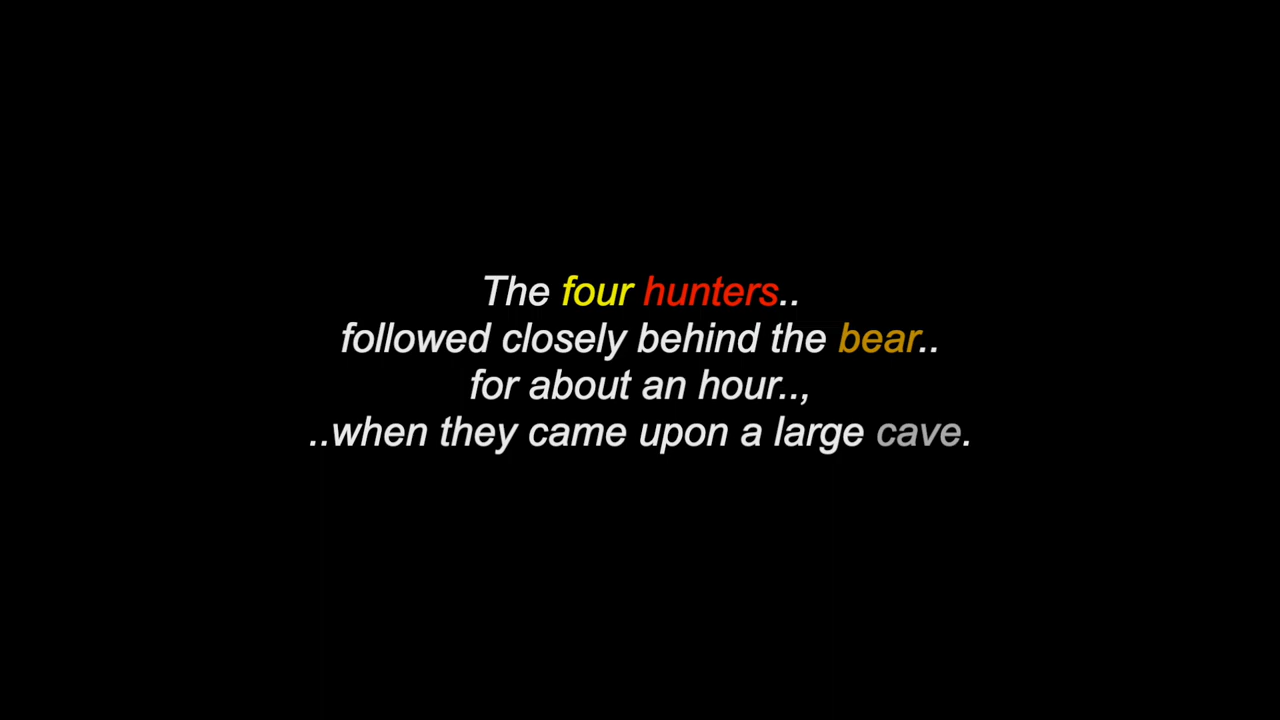 The four hunters..
followed closely behind the bear..
for about an hour..,
..when they came upon a large cave.